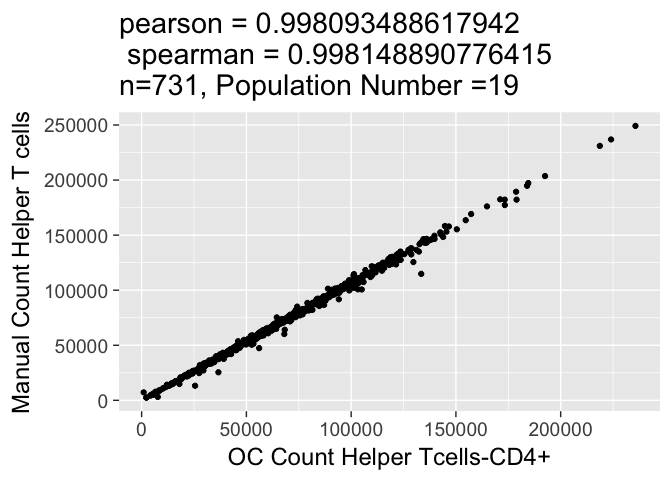 pearson = 0.998093488617942
spearman = 0.998148890776415
n=731, Population Number =19
Manual Count Helper T cells
250000
200000
150000
100000
50000
0
0 50000 100000 150000 200000
OC Count Helper Tcells-CD4+